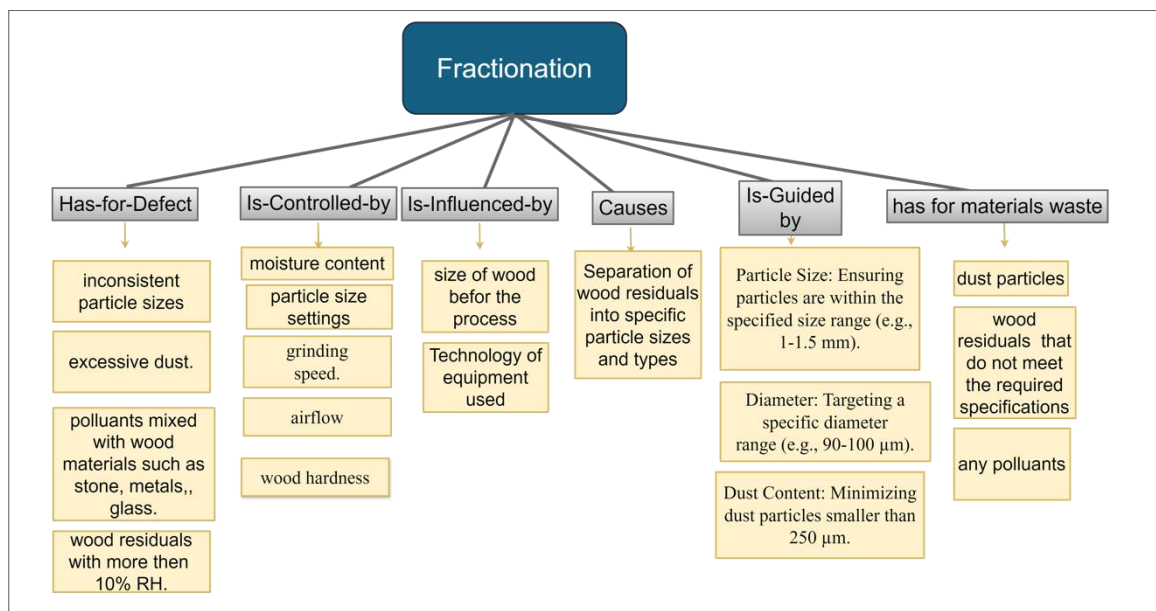 Fractionation
Has-for-Defect
inconsistent
particle sizes
excessive dust.
polluants mixed
with wood
materials such as
stone, metals,,
glass.
wood residuals
with more then
10% RH.
Is-Controlled-by
moisture content
particle size
settings
grinding
speed.
airflow
wood hardness
Is-Influenced-by
size of wood
befor the
process
Technology of
equipment
used
Causes
Separation of
wood residuals
into specific
particle sizes
and types
Is-Guided
by
Particle Size: Ensuring
particles are within the
specified size range (e.g.,
1-1.5 mm).
Diameter: Targeting a
specific diameter
range (e.g., 90-100 µm).
Dust Content: Minimizing
dust particles smaller than
250 µm.
has for materials waste
dust particles
wood
residuals that
do not meet
the required
specifications
any polluants